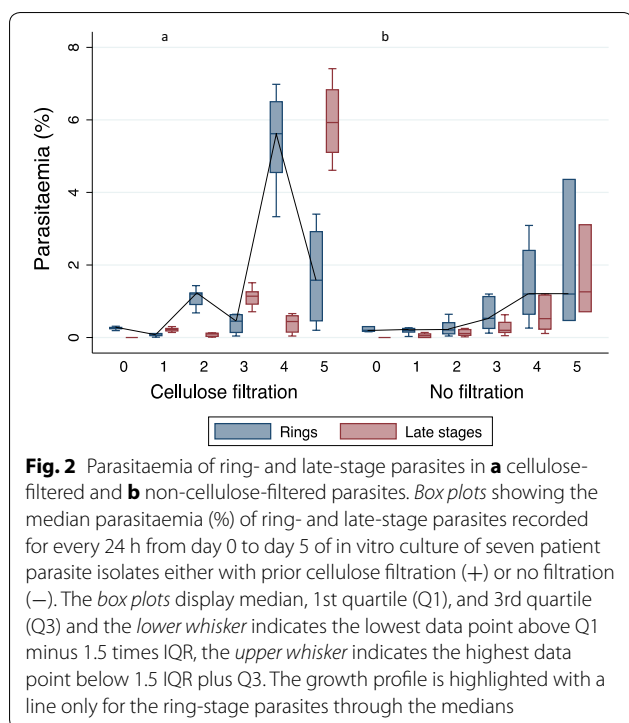 a b
8
6
4
2
0
Parasitaemia (%)
0 1 2 3 4 5 0 1 2 3 4 5
Cellulose filtration No filtration
Rings Late stages
Fig. 2 Parasitaemia of ring- and late-stage parasites in a cellulose-
filtered and b non-cellulose-filtered parasites. Box plots showing the
median parasitaemia (%) of ring- and late-stage parasites recorded
for every 24 h from day 0 to day 5 of in vitro culture of seven patient
parasite isolates either with prior cellulose filtration (+) or no filtration
(−). The box plots display median, 1st quartile (Q1), and 3rd quartile
(Q3) and the lower whisker indicates the lowest data point above Q1
minus 1.5 times IQR, the upper whisker indicates the highest data
point below 1.5 IQR plus Q3. The growth profile is highlighted with a
line only for the ring-stage parasites through the medians